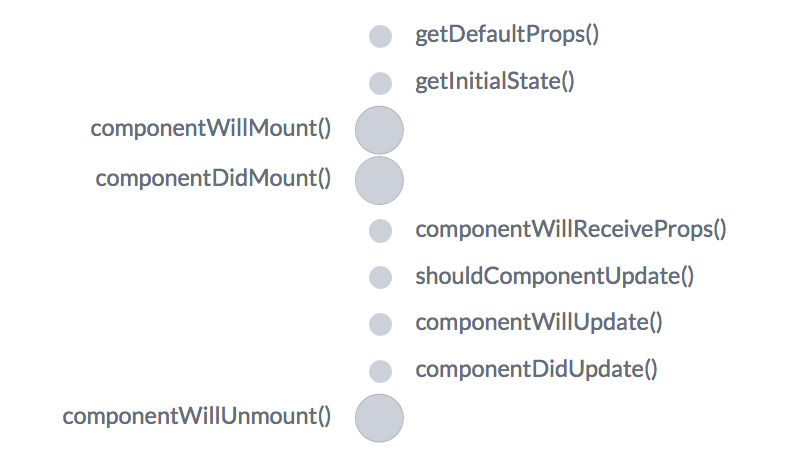 getDefaultProps()
getInitialState()
componentWillMount()
componentDidMount()
componentWillReceiveProps()
shouldComponentUpdate()
componentWillUpdate()
componentDidUpdate()
componentWillUnmount()